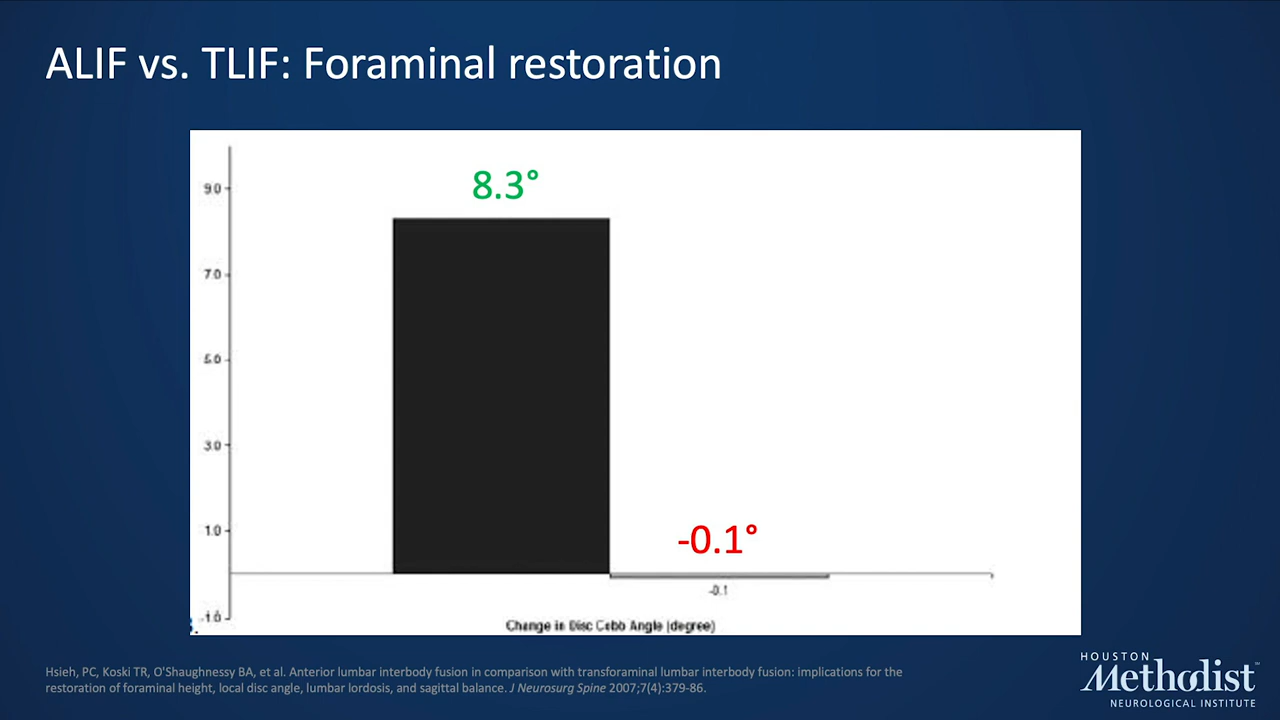 ALIF vs. TLIF: Foraminal restoration
9.0
8.3°
7.0
5.0
3.0
1.0
-0.1°
-0.1
-1.0
Change in Disc Cobb Angle (degree)
Hsieh, PC, Koski TR, O'Shaughnessy BA, et al. Anterior lumbar interbody fusion in comparison with transforaminal lumbar interbody fusion: implications for the
restoration of foraminal height, local disc angle, lumbar lordosis, and sagittal balance. J Neurosurg Spine 2007;7(4):379-86.
HOUSTON
Methodist
NEUROLOGICAL INSTITUTE